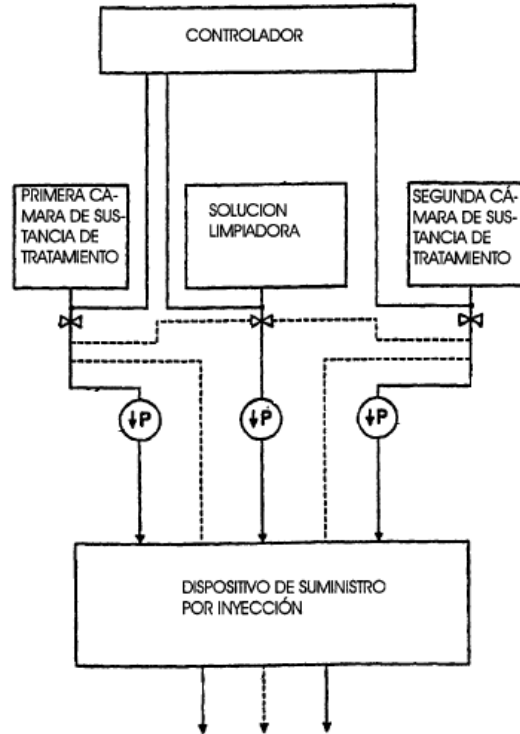 CONTROLADOR
PRIMERA CÁ-
MARA DE SUS-
TANCIA DE
TRATAMIENTO
SOLUCION
LIMPIADORA
SEGUNDA CÁ-
MARA DE SUS-
TANCIA DE
TRATAMIENTO
↓P
↓P
↓P
DISPOSITIVO DE SUMINISTRO
POR INYECCIÓN